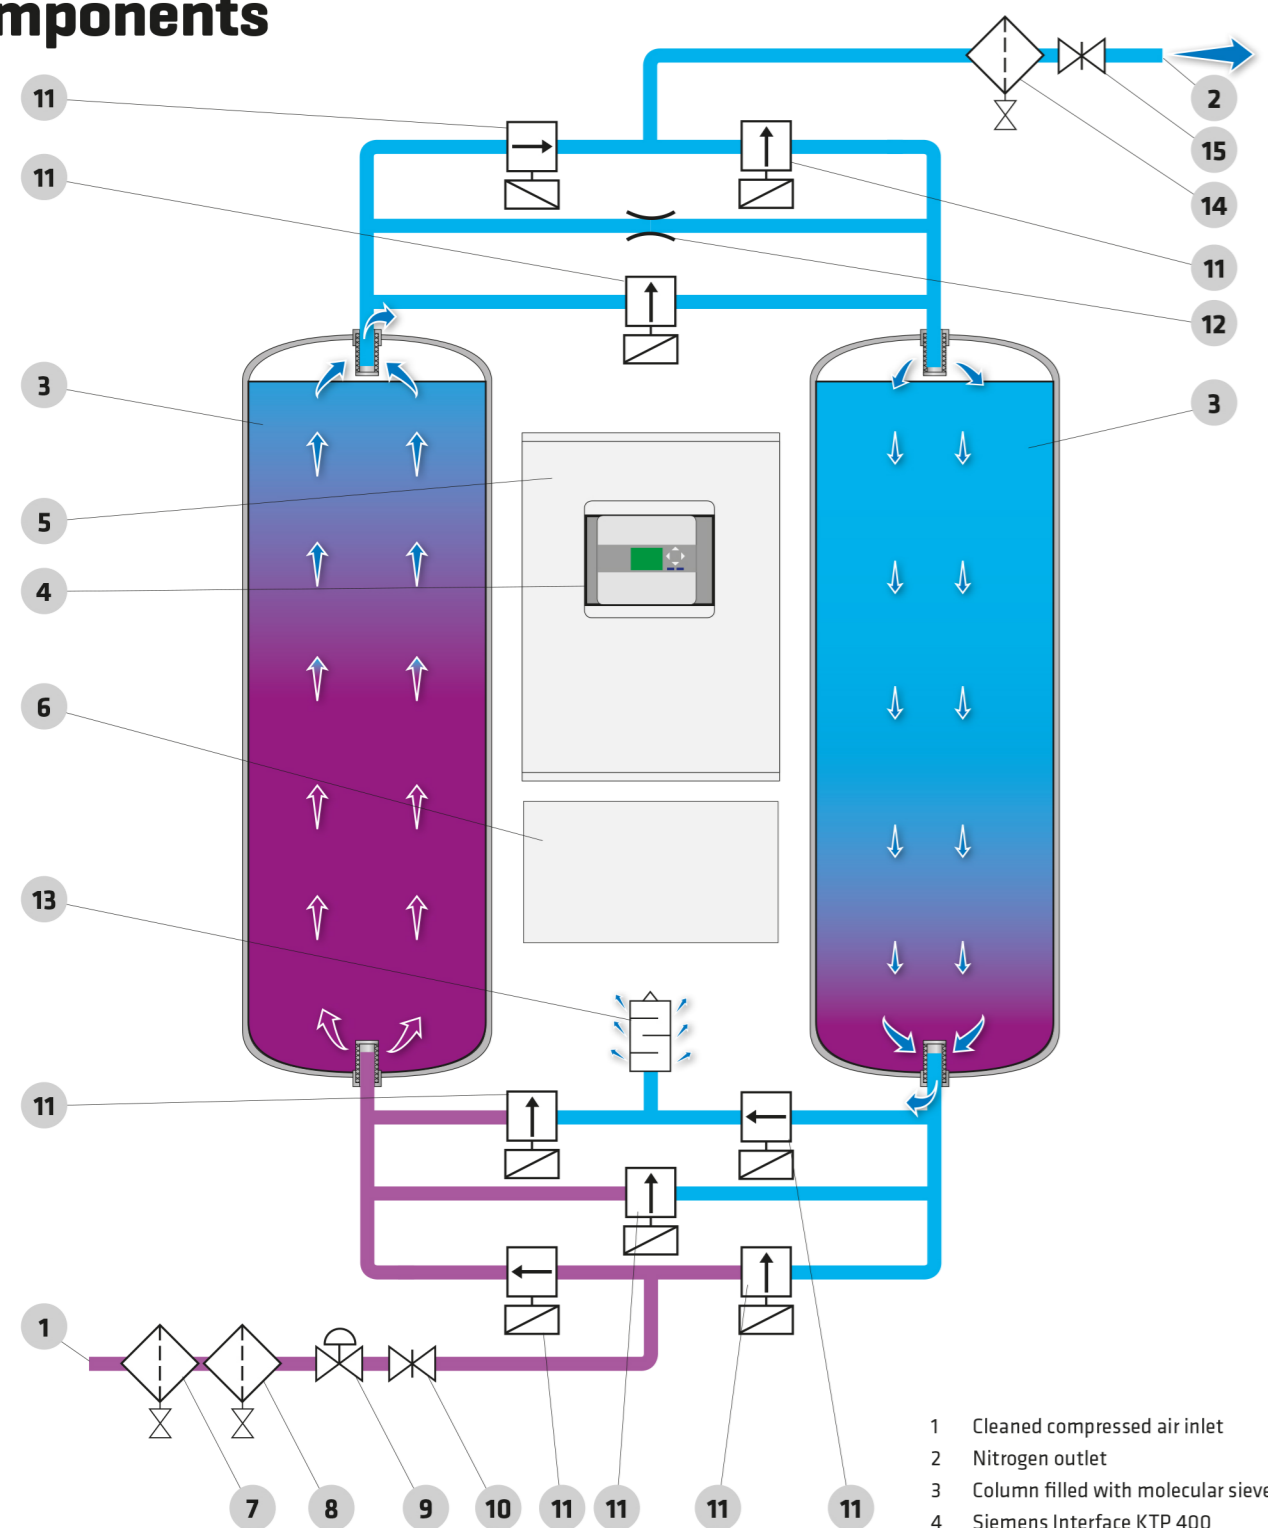 mponents
11
2
15
11
14
11
12
3
3
5
4
6
13
11
1
7 8 9 10 11 11 11 11
1 Cleaned compressed air inlet
2 Nitrogen outlet
3 Column filled with molecular sieve
4 Siemens Interface KTP 400